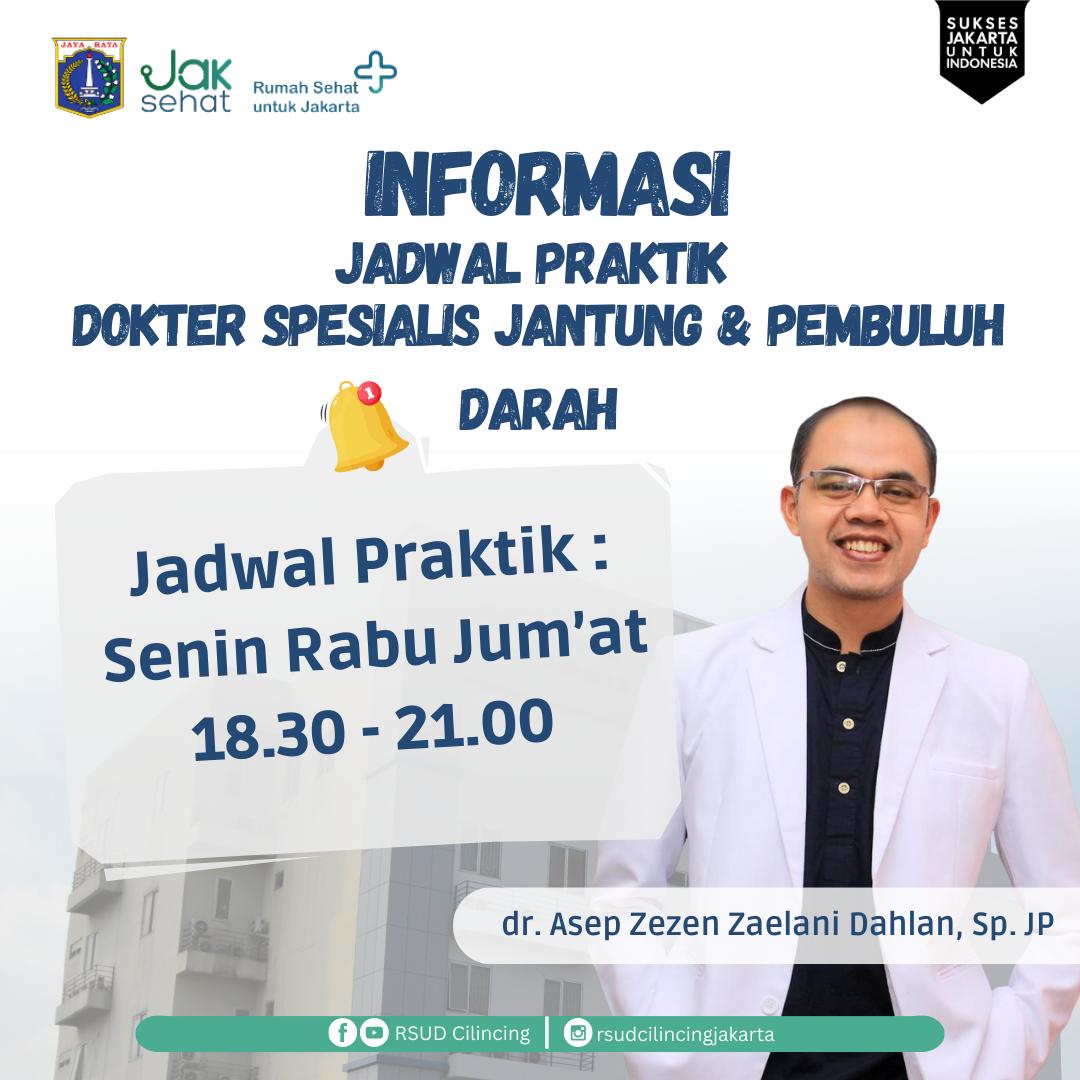 JAYA RAYA
Jak
sehat
Rumah Sehat
untuk Jakarta
SUKSES
JAKARTA
UNTUK
INDONESIA
INFORMASI
JADWAL PRAKTIK
DOKTER SPESIALIS JANTUNG & PEMBULUH
DARAH
1
Jadwal Praktik :
Senin Rabu Jum’at
18.30 - 21.00
dr. Asep Zezen Zaelani Dahlan, Sp. JP
RSUD Cilincing | rsudcilincingjakarta